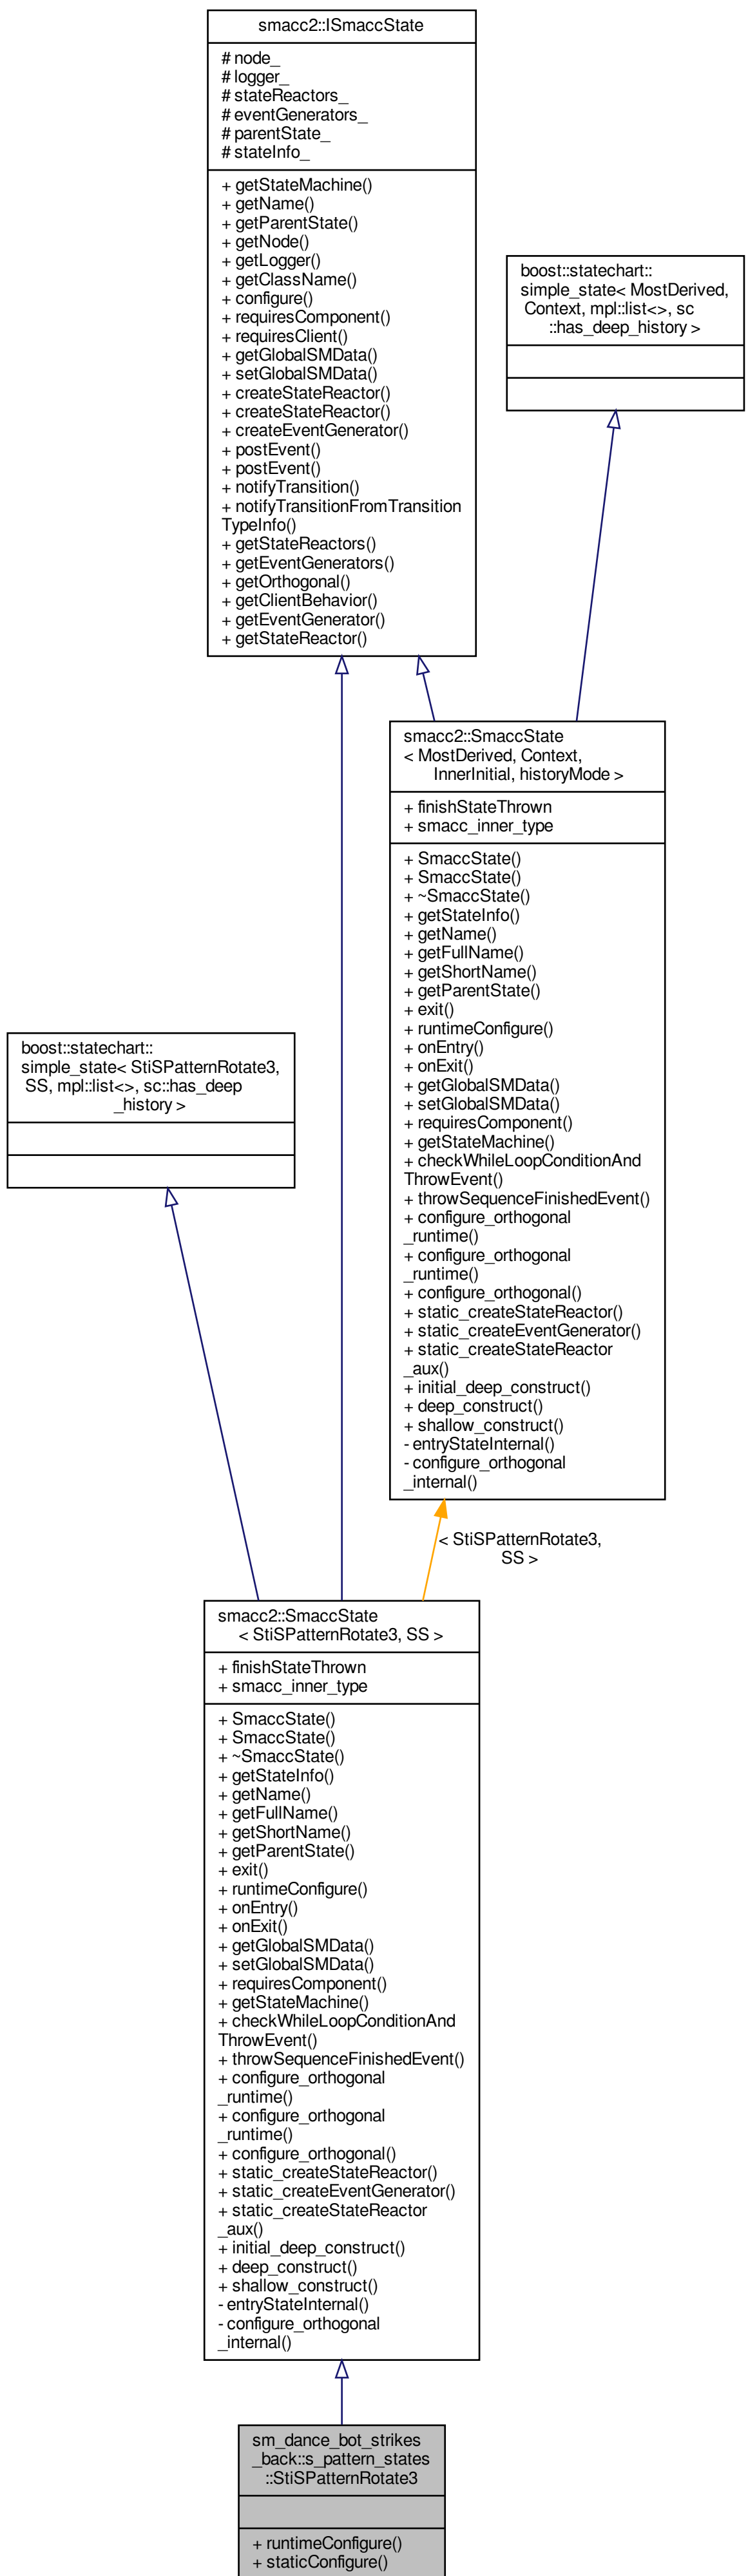 smacc2::ISmaccState
# node_
# logger_
# stateReactors_
# eventGenerators_
# parentState_
# stateInfo_
+ getStateMachine()
+ getName()
+ getParentState()
+ getNode()
+ getLogger()
+ getClassName()
+ configure()
+ requiresComponent()
+ requiresClient()
+ getGlobalSMData()
+ setGlobalSMData()
+ createStateReactor()
+ createStateReactor()
+ createEventGenerator()
+ postEvent()
+ postEvent()
+ notifyTransition()
+ notifyTransitionFromTransition
TypeInfo()
+ getStateReactors()
+ getEventGenerators()
+ getOrthogonal()
+ getClientBehavior()
+ getEventGenerator()
+ getStateReactor()
boost::statechart::
simple_state< MostDerived,
Context, mpl::list<>, sc
::has_deep_history >
smacc2::SmaccState
< MostDerived, Context,
InnerInitial, historyMode >
+ finishStateThrown
+ smacc_inner_type
+ SmaccState()
+ SmaccState()
+ ~SmaccState()
+ getStateInfo()
+ getName()
+ getFullName()
+ getShortName()
+ getParentState()
+ exit()
+ runtimeConfigure()
+ onEntry()
+ onExit()
+ getGlobalSMData()
+ setGlobalSMData()
+ requiresComponent()
+ getStateMachine()
+ checkWhileLoopConditionAnd
ThrowEvent()
+ throwSequenceFinishedEvent()
+ configure_orthogonal
_runtime()
+ configure_orthogonal
_runtime()
+ configure_orthogonal()
+ static_createStateReactor()
+ static_createEventGenerator()
+ static_createStateReactor
_aux()
+ initial_deep_construct()
+ deep_construct()
+ shallow_construct()
- entryStateInternal()
- configure_orthogonal
_internal()
boost::statechart::
simple_state< StiSPatternRotate3,
SS, mpl::list<>, sc::has_deep
_history >
< StiSPatternRotate3,
SS >
smacc2::SmaccState
< StiSPatternRotate3, SS >
+ finishStateThrown
+ smacc_inner_type
+ SmaccState()
+ SmaccState()
+ ~SmaccState()
+ getStateInfo()
+ getName()
+ getFullName()
+ getShortName()
+ getParentState()
+ exit()
+ runtimeConfigure()
+ onEntry()
+ onExit()
+ getGlobalSMData()
+ setGlobalSMData()
+ requiresComponent()
+ getStateMachine()
+ checkWhileLoopConditionAnd
ThrowEvent()
+ throwSequenceFinishedEvent()
+ configure_orthogonal
_runtime()
+ configure_orthogonal
_runtime()
+ configure_orthogonal()
+ static_createStateReactor()
+ static_createEventGenerator()
+ static_createStateReactor
_aux()
+ initial_deep_construct()
+ deep_construct()
+ shallow_construct()
- entryStateInternal()
- configure_orthogonal
_internal()
sm_dance_bot_strikes
_back::s_pattern_states
::StiSPatternRotate3
+ runtimeConfigure()
+ staticConfigure()